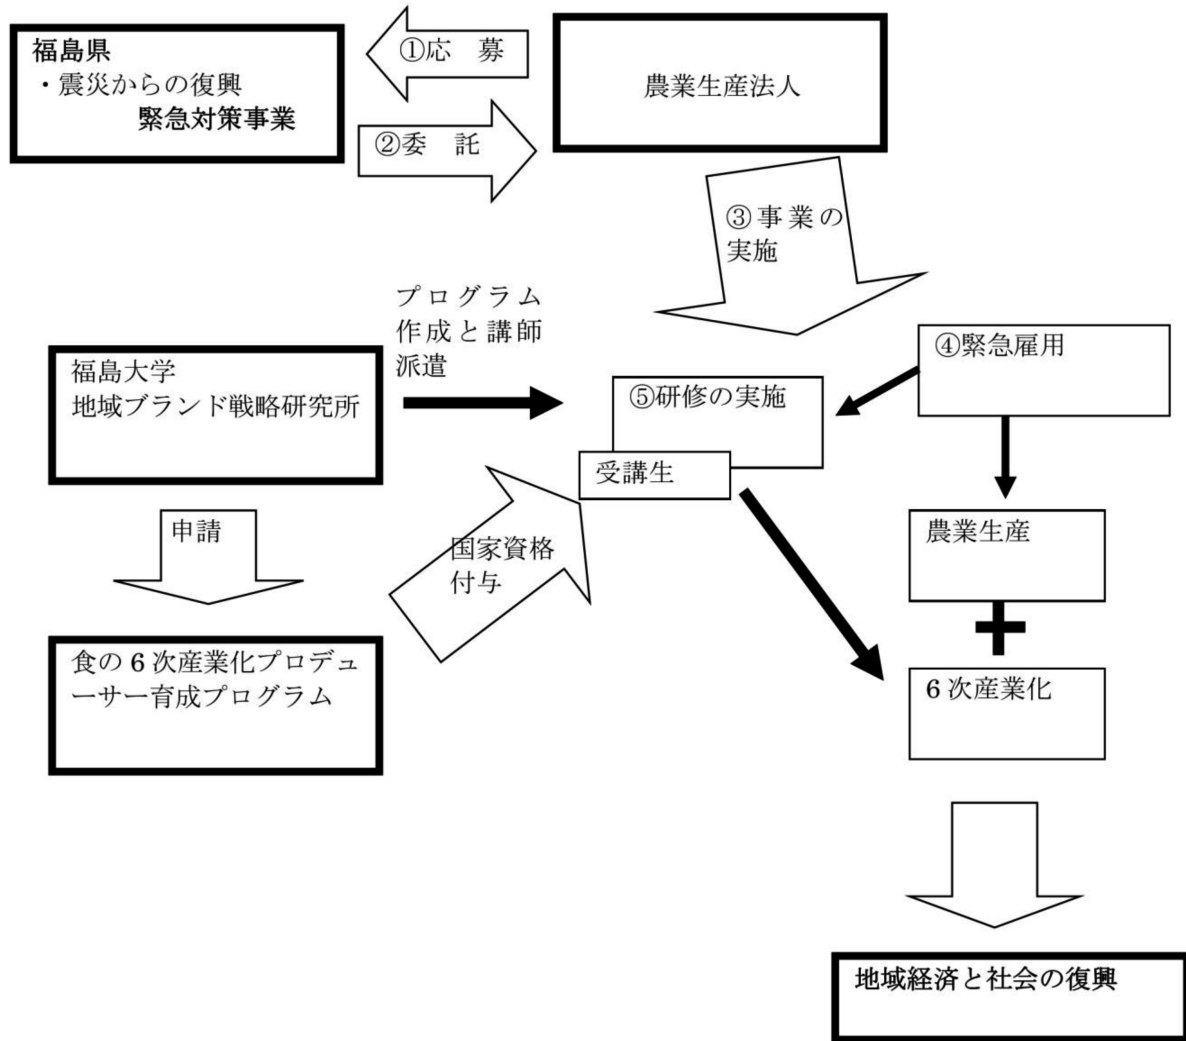 福島県
・震災からの復興
緊急対策事業
①応　募
②委　託
農業生産法人
③事業の
実施
プログラム
作成と講師
派遣
福島大学
地域ブランド戦略研究所
④緊急雇用
⑤研修の実施
受講生
申請
国家資格
付与
農業生産
食の 6 次産業化プロデュ
ーサー育成プログラム
6 次産業化
地域経済と社会の復興